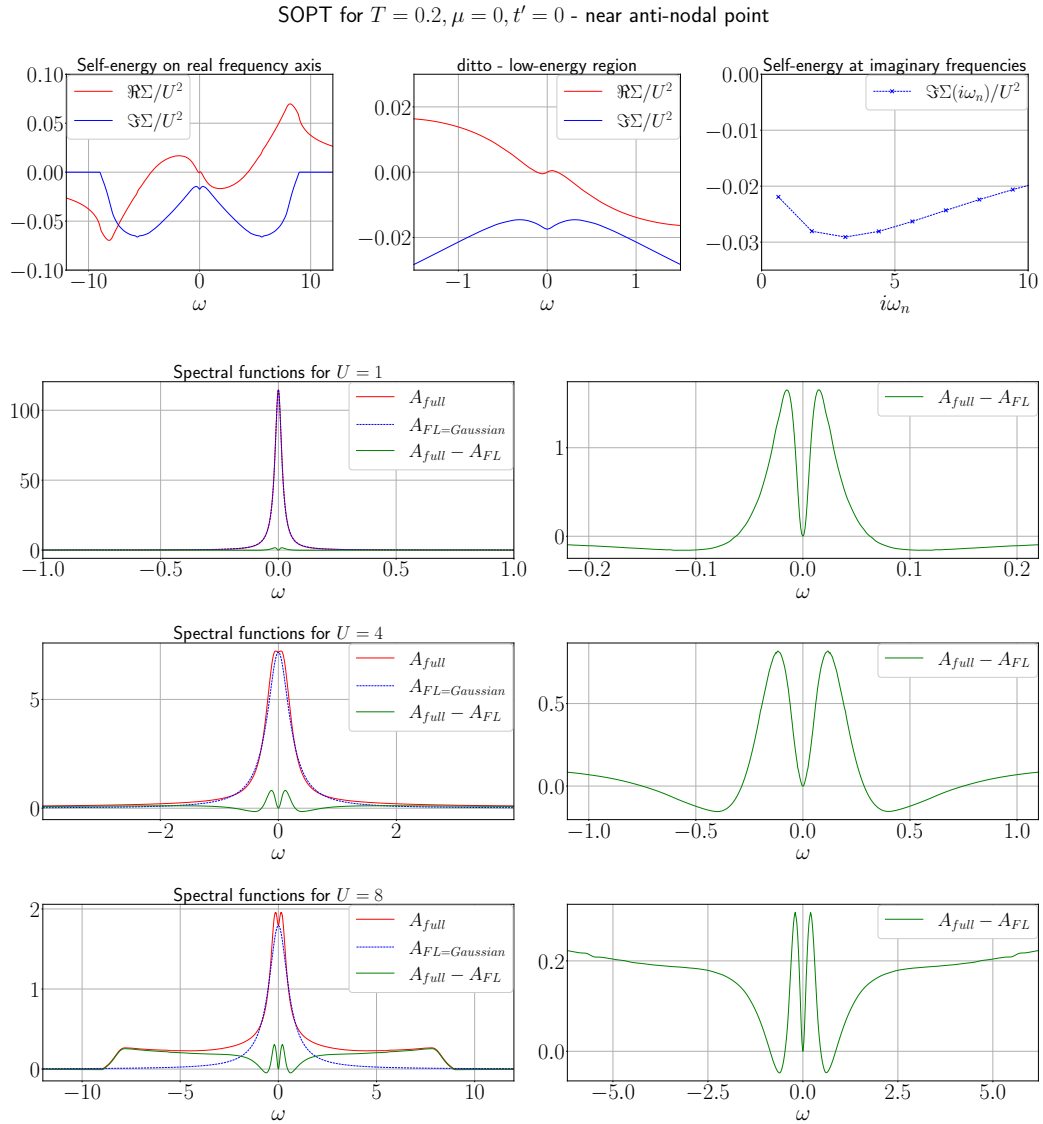 SOPT for T = 0.2, μ = 0, t′ = 0 - near anti-nodal point
Self-energy on real frequency axis
ℜΣ/U²
ℑΣ/U²
0.10
0.05
0.00
−0.05
−0.10
−10 0 10
ω
ditto - low-energy region
ℜΣ/U²
ℑΣ/U²
0.02
0.00
−0.02
−1 0 1
ω
Self-energy at imaginary frequencies
ℑΣ(iωₙ)/U²
0.00
−0.01
−0.02
−0.03
0 5 10
iωₙ
Spectral functions for U = 1
A_full
A_FL=Gaussian
A_full − A_FL
100
50
0
−1.0 −0.5 0.0 0.5 1.0
ω
A_full − A_FL
1
0
−0.2 −0.1 0.0 0.1 0.2
ω
Spectral functions for U = 4
A_full
A_FL=Gaussian
A_full − A_FL
5
0
−2 0 2
ω
A_full − A_FL
0.5
0.0
−1.0 −0.5 0.0 0.5 1.0
ω
Spectral functions for U = 8
A_full
A_FL=Gaussian
A_full − A_FL
2
1
0
−10 −5 0 5 10
ω
A_full − A_FL
0.2
0.0
−5.0 −2.5 0.0 2.5 5.0
ω